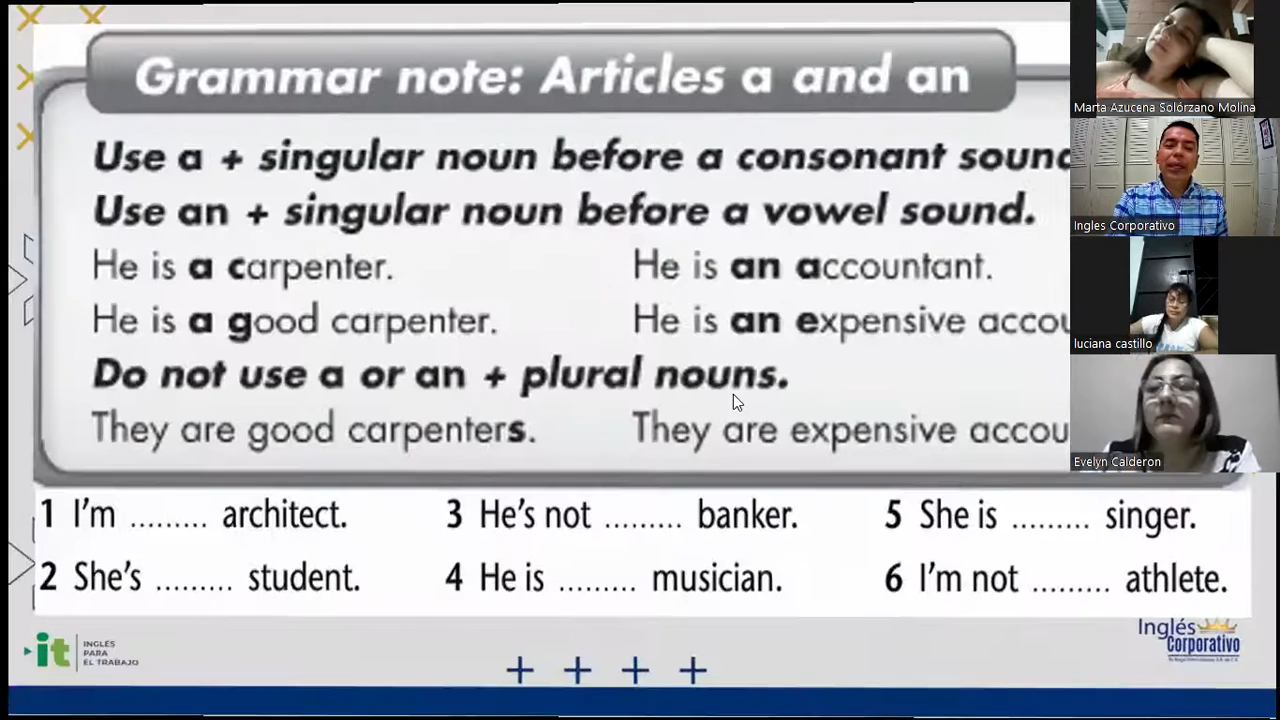 Grammar note: Articles a and an
Use a + singular noun before a consonant sound
Use an + singular noun before a vowel sound.
He is a carpenter. He is an accountant.
He is a good carpenter. He is an expensive accou
Do not use a or an + plural nouns.
They are good carpenters. They are expensive accou
1 I'm ......... architect. 3 He's not ......... banker. 5 She is ......... singer.
2 She's ......... student. 4 He is ......... musician. 6 I'm not ......... athlete.
it INGLÉS
PARA
EL TRABAJO
Inglés
Corporativo
Marta Azucena Solórzano Molina
Ingles Corporativo
luciana castillo
Evelyn Calderon